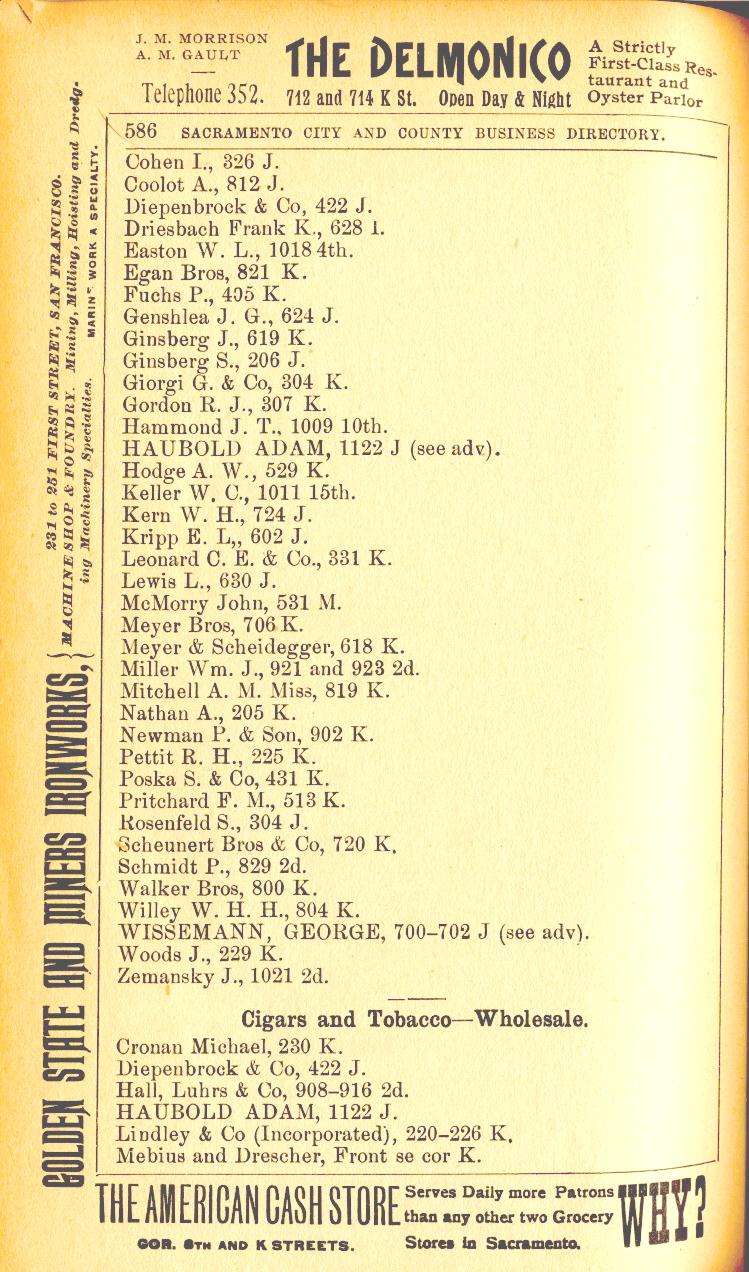 J. M. MORRISON
A. M. GAULT
Telephone 352.
THE DELMONICO
712 and 714 K St. Open Day & Night
A Strictly
First-Class Res-
taurant and
Oyster Parlor
586 SACRAMENTO CITY AND COUNTY BUSINESS DIRECTORY.
Cohen I., 326 J.
Coolot A., 812 J.
Diepenbrock & Co, 422 J.
Driesbach Frank K., 628 I.
Easton W. L., 1018 4th.
Egan Bros, 821 K.
Fuchs P., 405 K.
Genshlea J. G., 624 J.
Ginsberg J., 619 K.
Ginsberg S., 206 J.
Giorgi G. & Co, 304 K.
Gordon R. J., 307 K.
Hammond J. T., 1009 10th.
HAUBOLD ADAM, 1122 J (see adv).
Hodge A. W., 529 K.
Keller W. C., 1011 15th.
Kern W. H., 724 J.
Kripp E. L,, 602 J.
Leonard C. E. & Co., 331 K.
Lewis L., 630 J.
McMorry John, 531 M.
Meyer Bros, 706 K.
Meyer & Scheidegger, 618 K.
Miller Wm. J., 921 and 923 2d.
Mitchell A. M. Miss, 819 K.
Nathan A., 205 K.
Newman P. & Son, 902 K.
Pettit R. H., 225 K.
Poska S. & Co, 431 K.
Pritchard F. M., 513 K.
Rosenfeld S., 304 J.
Scheunert Bros & Co, 720 K.
Schmidt P., 829 2d.
Walker Bros, 800 K.
Willey W. H. H., 804 K.
WISSEMANN, GEORGE, 700–702 J (see adv).
Woods J., 229 K.
Zemansky J., 1021 2d.
Cigars and Tobacco—Wholesale.
Cronan Michael, 230 K.
Diepenbrock & Co, 422 J.
Hall, Luhrs & Co, 908–916 2d.
HAUBOLD ADAM, 1122 J.
Lindley & Co (Incorporated), 220–226 K.
Mebius and Drescher, Front se cor K.
GOLDEN STATE AND MINERS IRONWORKS,
231 to 251 FIRST STREET, SAN FRANCISCO.
MACHINE SHOP & FOUNDRY. Mining, Milling, Hoisting and Dredg-
ing Machinery Specialties. MARINE WORK A SPECIALTY.
THE AMERICAN CASH STORE
COR. 8TH AND K STREETS.
Serves Daily more Patrons
than any other two Grocery
Stores in Sacramento.
WHY?